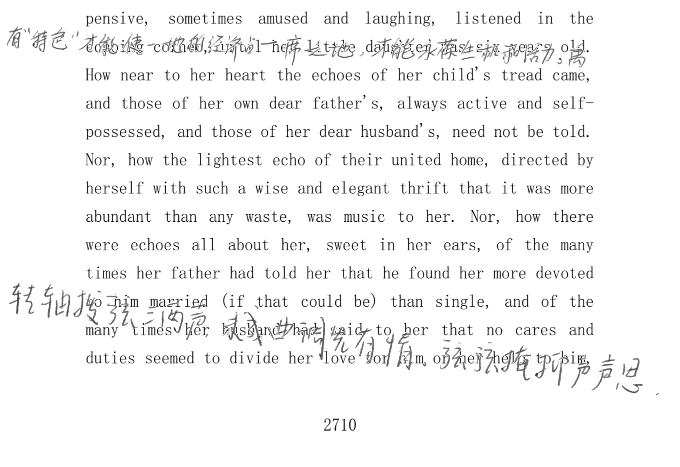 pensive, sometimes amused and laughing, listened in the
echoing corner, until her little daughter was six years old.
有"特色"才能 一席之地，才能永葆生机和活力。离
How near to her heart the echoes of her child's tread came,
and those of her own dear father's, always active and self-
possessed, and those of her dear husband's, need not be told.
Nor, how the lightest echo of their united home, directed by
herself with such a wise and elegant thrift that it was more
abundant than any waste, was music to her. Nor, how there
were echoes all about her, sweet in her ears, of the many
times her father had told her that he found her more devoted
to him married (if that could be) than single, and of the
转轴拨弦三两声 未成曲调先有情。弦弦掩抑声声思.
many times her husband had said to her that no cares and
duties seemed to divide her love for him or her help to him,
2710